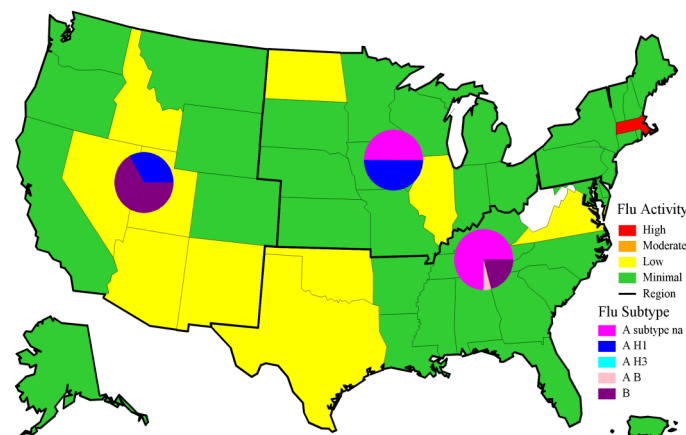 Flu Activity
High
Moderate
Low
Minimal
Region
Flu Subtype
A subtype na
A H1
A H3
A B
B